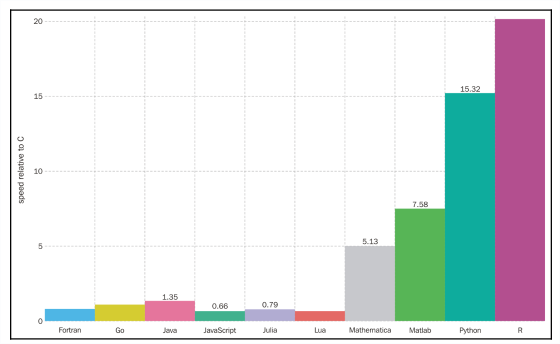 20
15
10
5
0
speed relative to C
1.35
0.66
0.79
5.13
7.58
15.32
Fortran
Go
Java
JavaScript
Julia
Lua
Mathematica
Matlab
Python
R